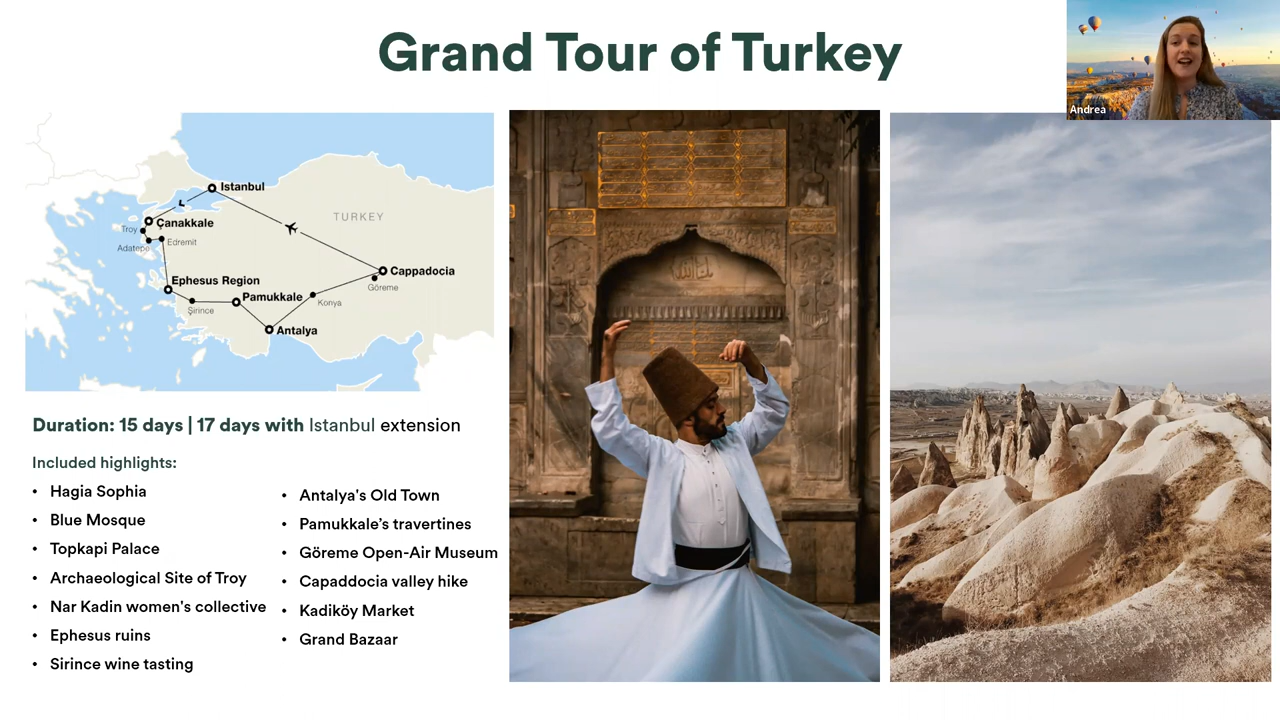 Grand Tour of Turkey
Andrea
Istanbul
TURKEY
Çanakkale
Troy
Adatepe
Edremit
Cappadocia
Göreme
Ephesus Region
Pamukkale
Konya
Şirince
Antalya
Duration: 15 days | 17 days with Istanbul extension
Included highlights:
• Hagia Sophia
• Blue Mosque
• Topkapi Palace
• Archaeological Site of Troy
• Nar Kadin women's collective
• Ephesus ruins
• Sirince wine tasting
• Antalya's Old Town
• Pamukkale's travertines
• Göreme Open-Air Museum
• Capaddocia valley hike
• Kadiköy Market
• Grand Bazaar